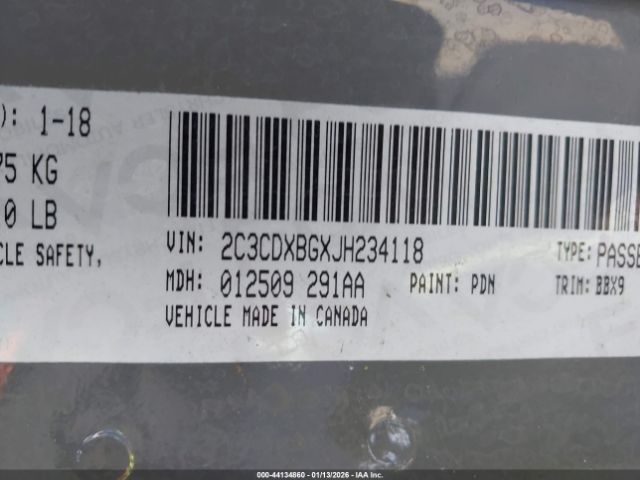 ): 1-18
75 KG
0 LB
CLE SAFETY,
VIN: 2C3CDXBGXJH234118
TYPE: PASSE
MDH: 012509 291AA
PAINT: PDN
TRIM: BBX9
VEHICLE MADE IN CANADA
000-44134860 - 01/13/2026 - IAA Inc.